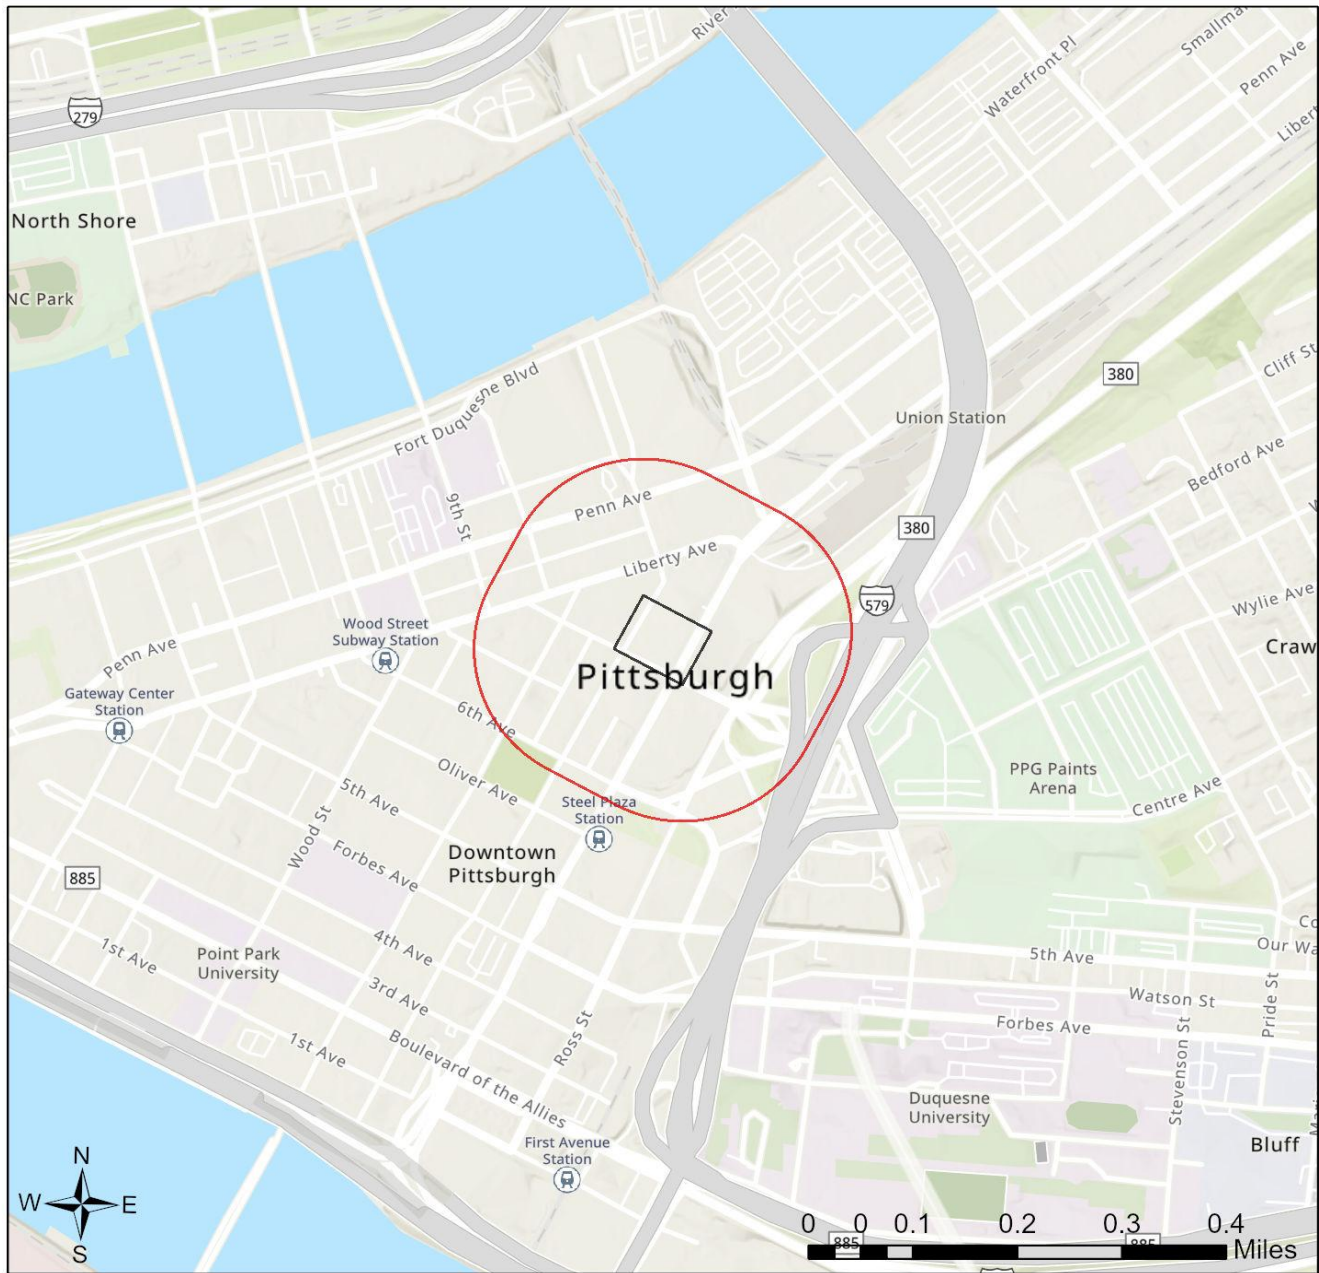 River
Smallma
Waterfront Pl
Penn Ave
Libert
279
North Shore
NC Park
380
Cliff St
Fort Duquesne Blvd
Union Station
Bedford Ave
9th St
Penn Ave
380
Liberty Ave
579
Wylie Ave
Wood Street
Subway Station
Penn Ave
Craw
Pittsburgh
Gateway Center
Station
6th Ave
PPG Paints
Arena
Oliver Ave
5th Ave
Steel Plaza
Station
Centre Ave
Wood St
Forbes Ave
Downtown
Pittsburgh
885
4th Ave
Co
Our Wa
1st Ave
Point Park
University
5th Ave
3rd Ave
Watson St
Pride St
Forbes Ave
Ross St
1st Ave
Boulevard of the Allies
Stevenson St
Duquesne
University
First Avenue
Station
Bluff
N
W E
S
0 0 0.1 0.2 0.3 0.4
885
885
Miles